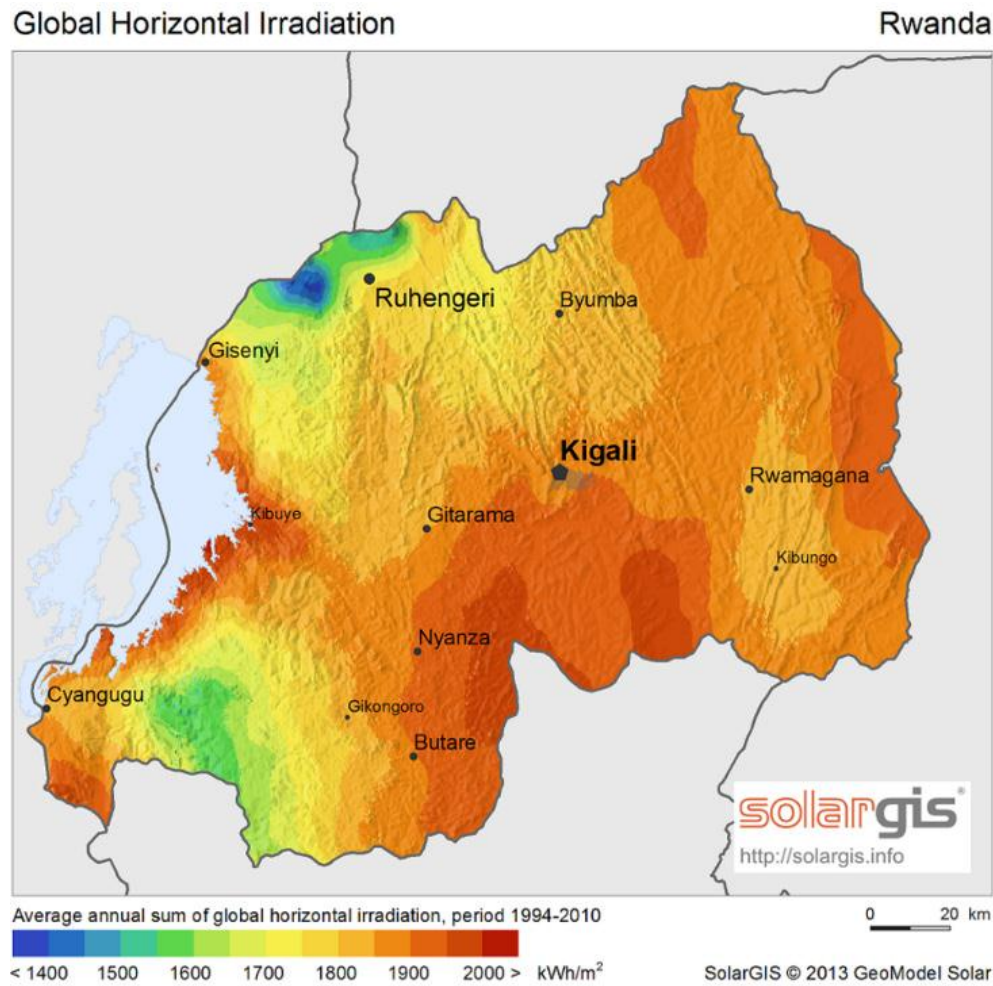 Global Horizontal Irradiation
Rwanda
Ruhengeri
Byumba
Gisenyi
Kigali
Rwamagana
Kibuye
Gitarama
Kibungo
Nyanza
Cyangugu
Gikongoro
Butare
solargis®
http://solargis.info
Average annual sum of global horizontal irradiation, period 1994-2010
0 20 km
< 1400 1500 1600 1700 1800 1900 2000 > kWh/m²
SolarGIS © 2013 GeoModel Solar